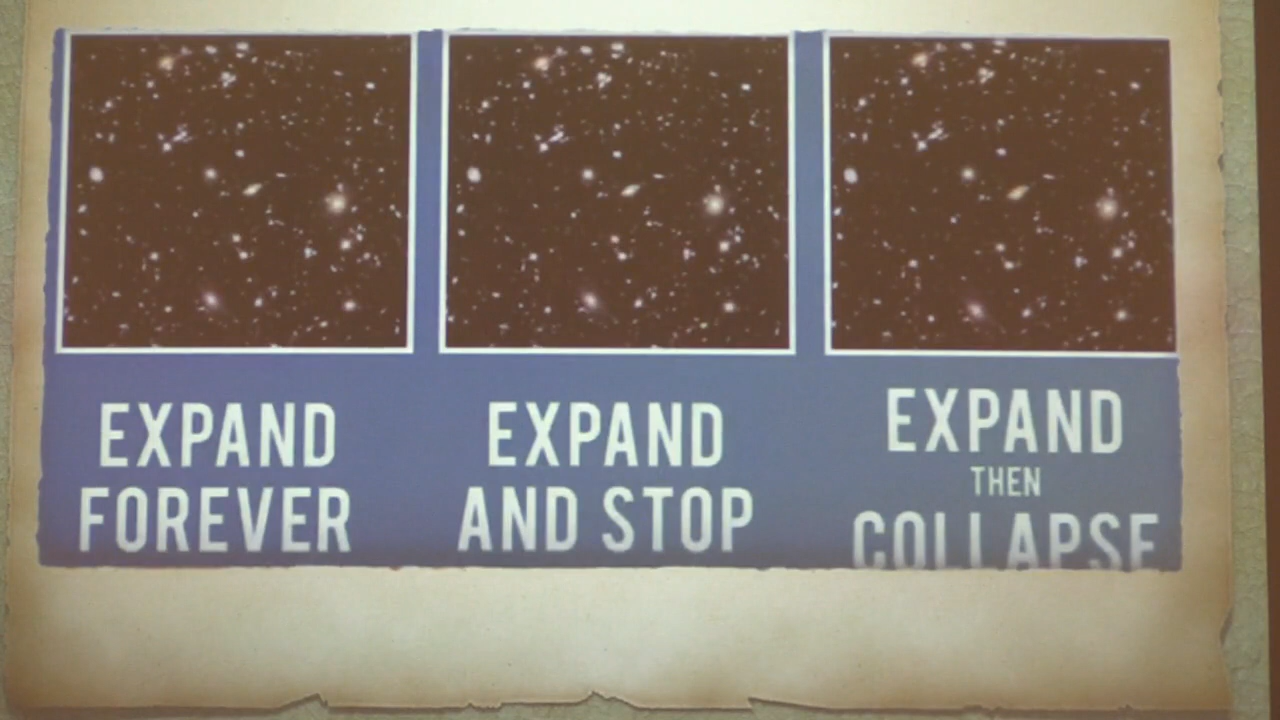 EXPAND
FOREVER
EXPAND
AND STOP
EXPAND
THEN
COLLAPSE